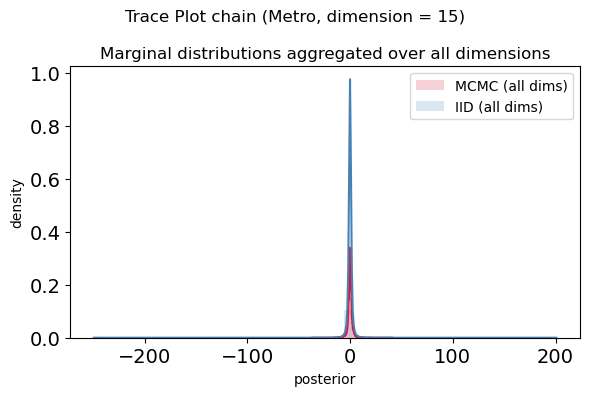 Trace Plot chain (Metro, dimension = 15)
Marginal distributions aggregated over all dimensions
1.0
0.8
0.6
0.4
0.2
0.0
density
MCMC (all dims)
IID (all dims)
−200
−100
0
100
200
posterior